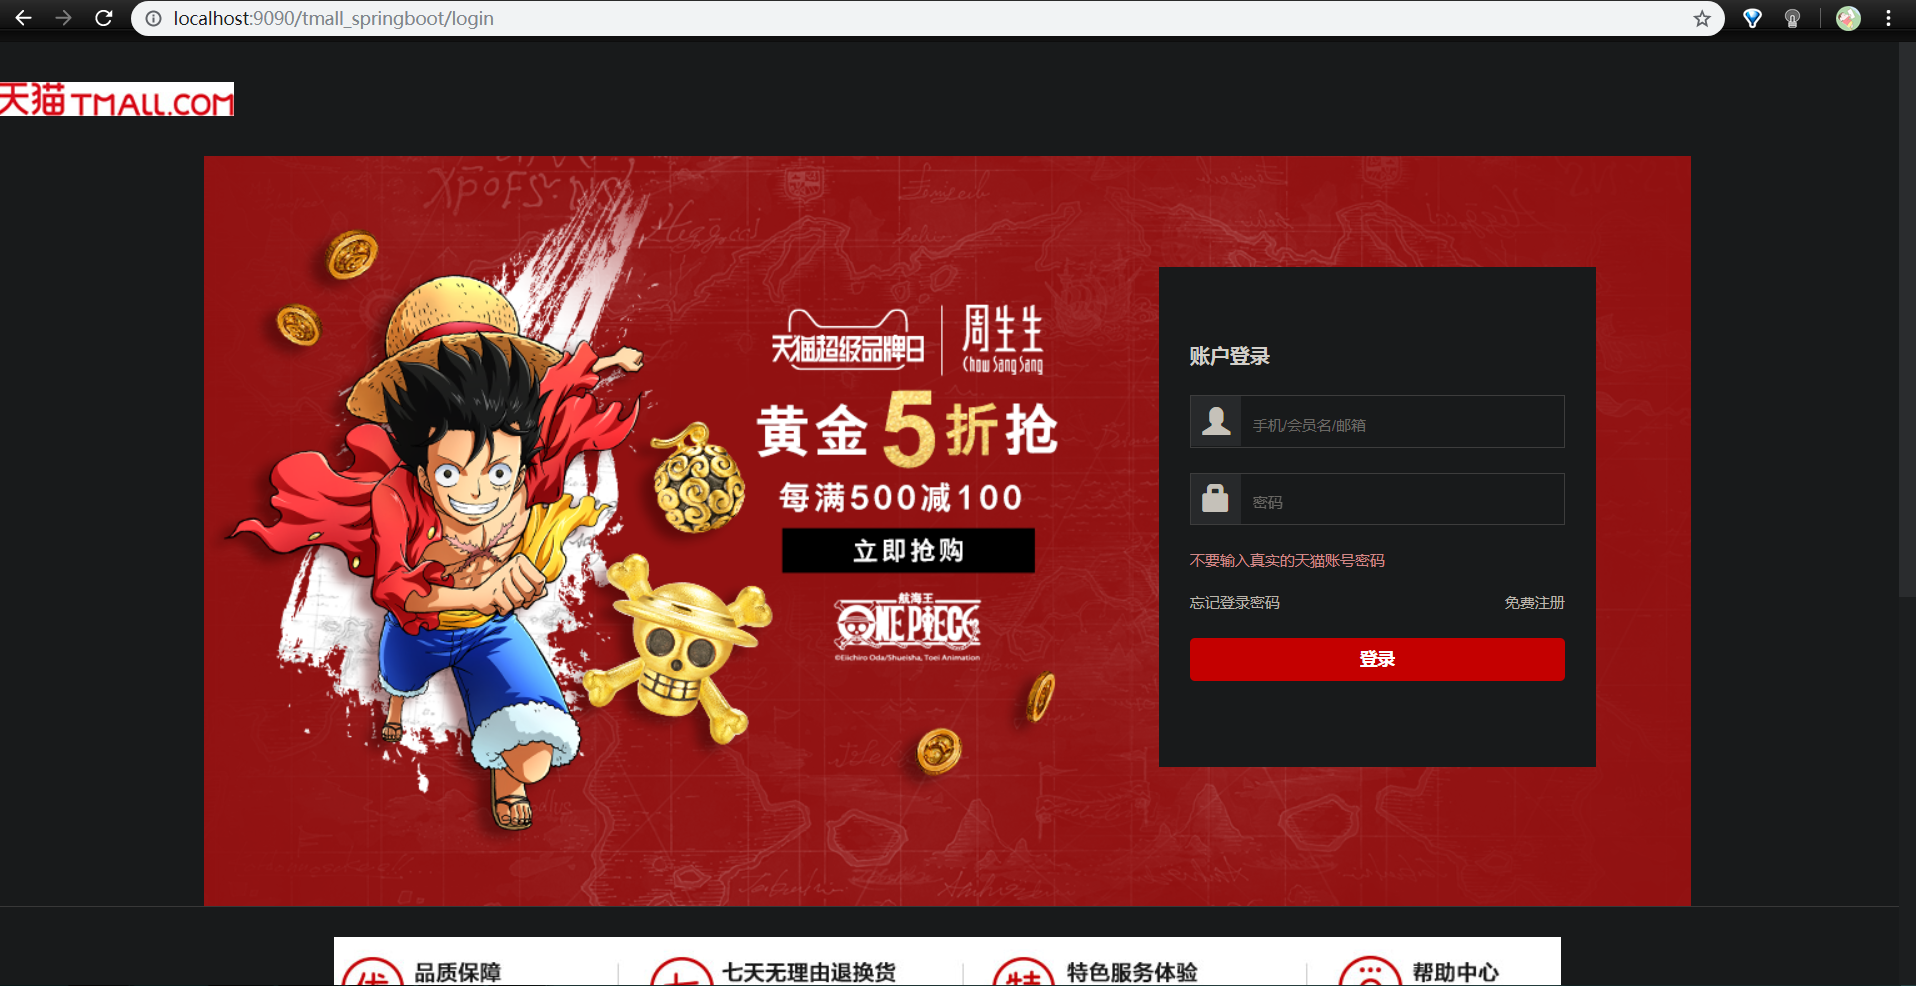 localhost:9090/tmall_springboot/login
天猫 TMALL.COM
天猫超级品牌日
周生生
Chow Sang Sang
黄金5折抢
每满500减100
立即抢购
航海王
ONE PIECE
©Eiichiro Oda/Shueisha, Toei Animation
账户登录
手机/会员名/邮箱
密码
不要输入真实的天猫账号密码
忘记登录密码 免费注册
登录
品质保障 七天无理由退换货 特色服务体验 帮助中心